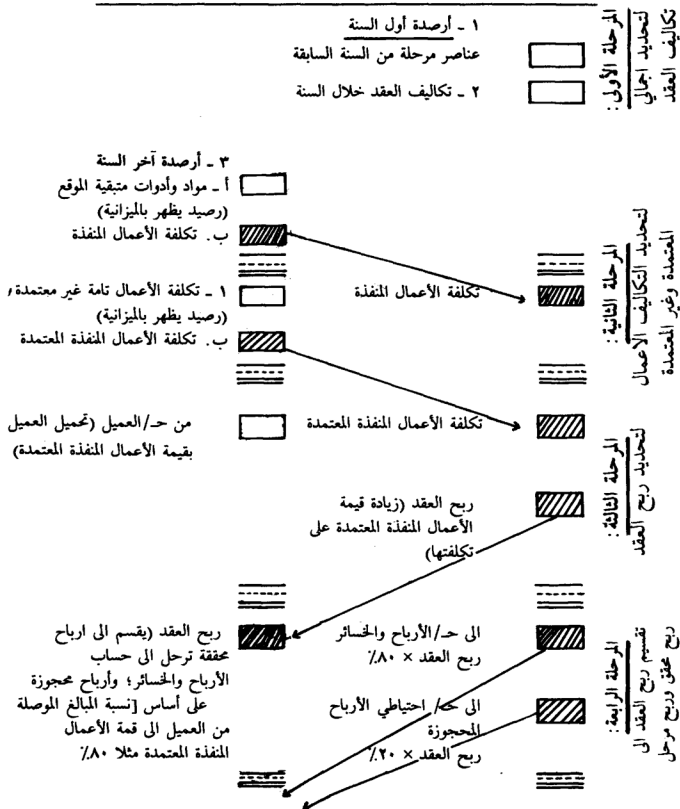 المرحلة الأولى :
لتحديد اجمالي
تكاليف العقد
١ - أرصدة أول السنة
عناصر مرحلة من السنة السابقة
٢ - تكاليف العقد خلال السنة
٣ - أرصدة آخر السنة
أ - مواد وأدوات متبقية الموقع
(رصيد يظهر بالميزانية)
ب. تكلفة الأعمال المنفذة
المرحلة الثانية :
لتحديد التكاليف الأعمال
المعتمدة وغير المعتمدة
تكلفة الأعمال المنفذة
١ - تكلفة الأعمال تامة غير معتمدة،
(رصيد يظهر بالميزانية)
ب. تكلفة الأعمال المنفذة المعتمدة
المرحلة الثالثة :
لتحديد ربح العقد
تكلفة الأعمال المنفذة المعتمدة
ربح العقد (زيادة قيمة
الأعمال المنفذة المعتمدة على
تكلفتها)
من حـ/العميل (تحميل العميل
بقيمة الأعمال المنفذة المعتمدة)
المرحلة الرابعة :
تقسيم ربح العقد الى
ربح محقق وربح مرحل
الى حـ/الأرباح والخسائر
ربح العقد × ٨٠٪
الى حـ/ احتياطي الأرباح
المحجوزة
ربح العقد × ٢٠٪
ربح العقد (يقسم الى ارباح
محققة ترحل الى حساب
الأرباح والخسائر؛ وأرباح محجوزة
على أساس [نسبة المبالغ الموصلة
من العميل الى قمة الأعمال
المنفذة المعتمدة مثلا ٨٠٪